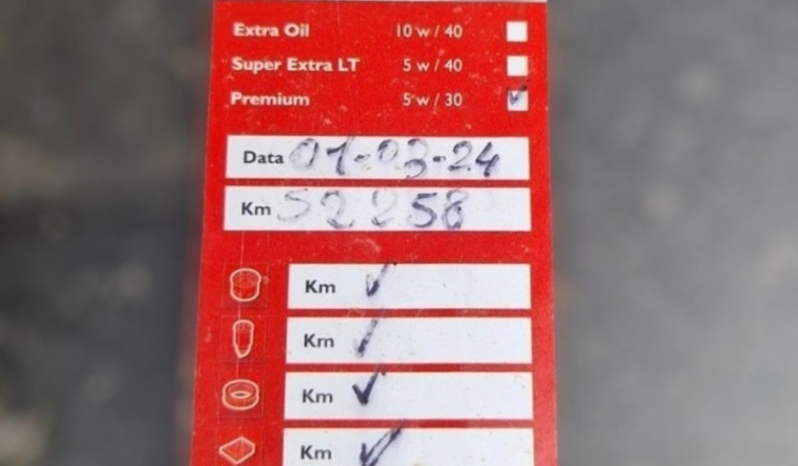 Extra Oil 10 w / 40
Super Extra LT 5 w / 40
Premium 5 w / 30 ✓
Data 01-03-24
Km 52258
Km ✓
Km ✓
Km ✓
Km ✓